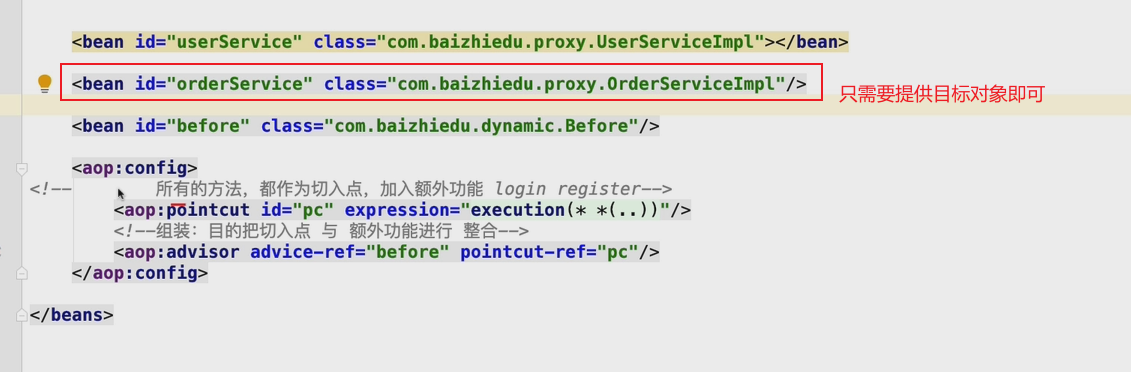 <bean id="userService" class="com.baizhiedu.proxy.UserServiceImpl"></bean>
<bean id="orderService" class="com.baizhiedu.proxy.OrderServiceImpl"/>
只需要提供目标对象即可
<bean id="before" class="com.baizhiedu.dynamic.Before"/>
<aop:config>
<!-- 所有的方法，都作为切入点，加入额外功能 login register-->
<aop:pointcut id="pc" expression="execution(* *(..))"/>
<!--组装：目的把切入点 与 额外功能进行 整合-->
<aop:advisor advice-ref="before" pointcut-ref="pc"/>
</aop:config>
</beans>